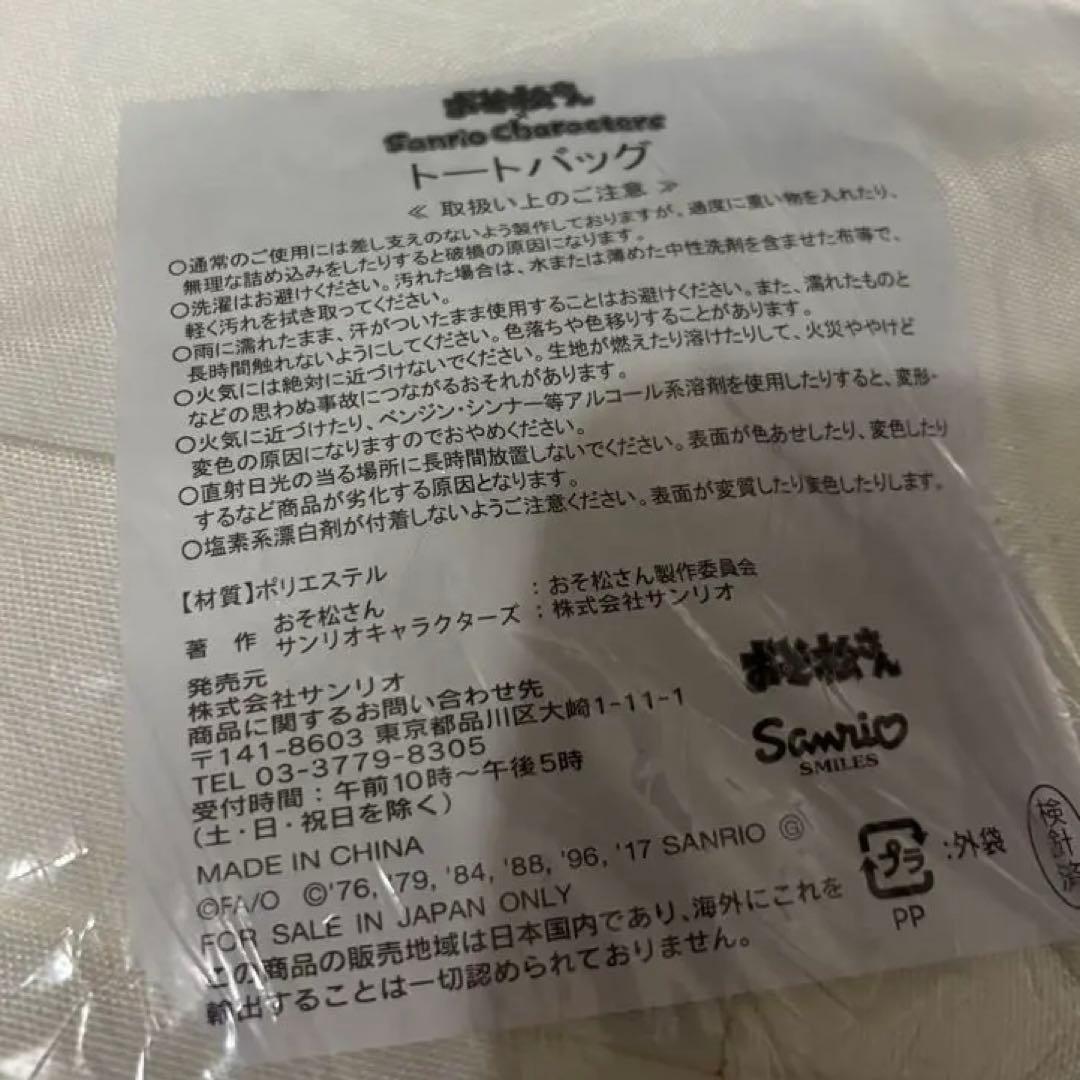 おそ松さん
×
Sanrio Characters
トートバッグ
≪ 取扱い上のご注意 ≫
○通常のご使用には差し支えのないよう製作しておりますが、過度に重い物を入れたり、
無理な詰め込みをしたりすると破損の原因になります。
○洗濯はお避けください。汚れた場合は、水または薄めた中性洗剤を含ませた布等で、
軽く汚れを拭き取ってください。
○雨に濡れたまま、汗がついたまま使用することはお避けください。また、濡れたものと
長時間触れないようにしてください。色落ちや色移りすることがあります。
○火気には絶対に近づけないでください。生地が燃えたり溶けたりして、火災ややけど
などの思わぬ事故につながるおそれがあります。
○火気に近づけたり、ベンジン・シンナー等アルコール系溶剤を使用したりすると、変形・
変色の原因になりますのでおやめください。
○直射日光の当る場所に長時間放置しないでください。表面が色あせしたり、変色したり
するなど商品が劣化する原因となります。
○塩素系漂白剤が付着しないようご注意ください。表面が変質したり変色したりします。
【材質】ポリエステル
著 作 おそ松さん : おそ松さん製作委員会
サンリオキャラクターズ : 株式会社サンリオ
発売元
株式会社サンリオ
商品に関するお問い合わせ先
〒141-8603 東京都品川区大崎1-11-1
TEL 03-3779-8305
受付時間:午前10時～午後5時
(土・日・祝日を除く)
おそ松さん
Sanrio
SMILES
MADE IN CHINA
©FA/O ©'76, '79, '84, '88, '96, '17 SANRIO Ⓖ
FOR SALE IN JAPAN ONLY
この商品の販売地域は日本国内であり、海外にこれを
輸出することは一切認められておりません。
プラ :外袋
PP
検針済